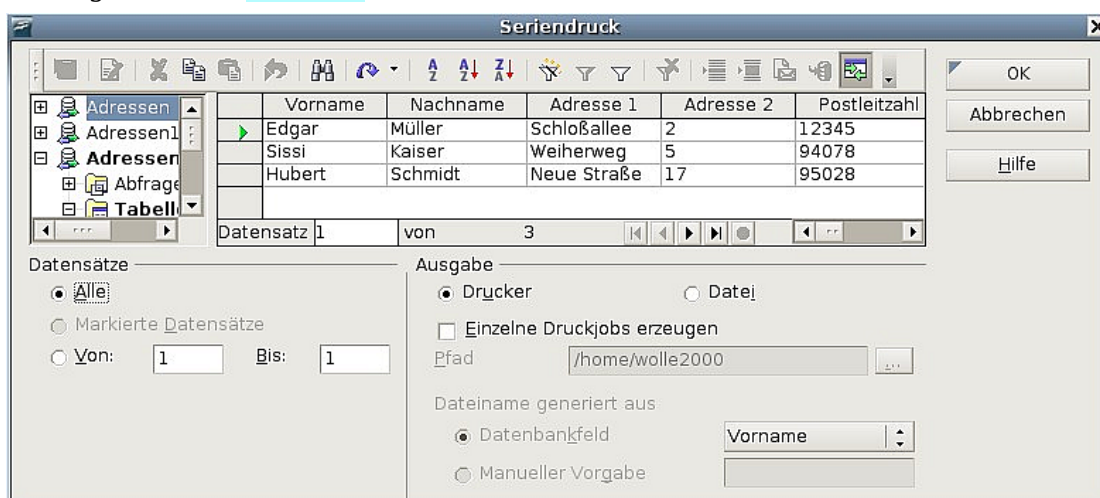 Seriendruck
Adressen
Adressen1
Adressen
Abfrage
Tabelle
Vorname Nachname Adresse 1 Adresse 2 Postleitzahl
Edgar Müller Schloßallee 2 12345
Sissi Kaiser Weiherweg 5 94078
Hubert Schmidt Neue Straße 17 95028
Datensatz 1 von 3
OK
Abbrechen
Hilfe
Datensätze
Alle
Markierte Datensätze
Von: 1 Bis: 1
Ausgabe
Drucker Datei
Einzelne Druckjobs erzeugen
Pfad /home/wolle2000 ...
Dateiname generiert aus
Datenbankfeld Vorname
Manueller Vorgabe